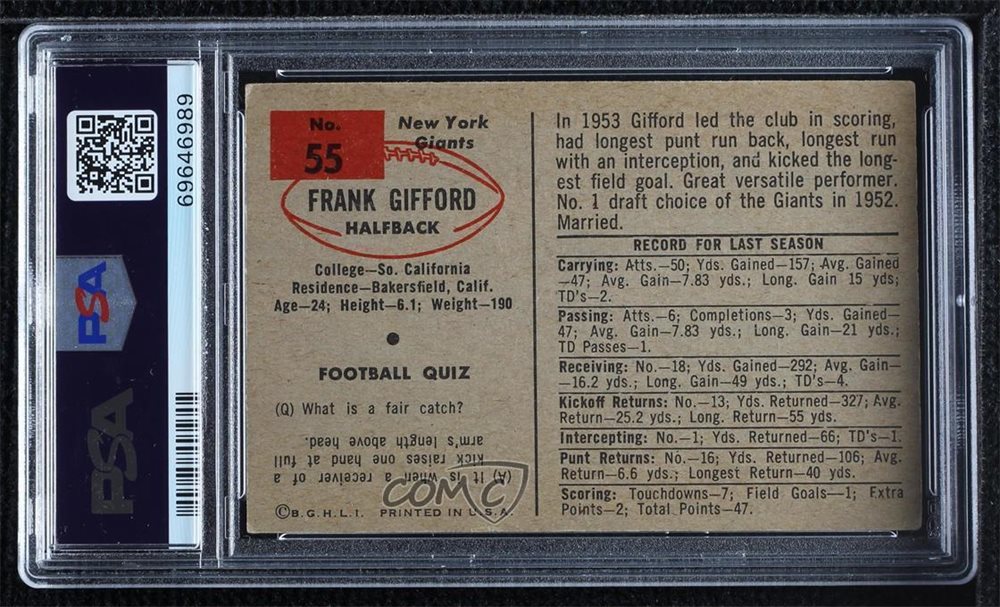 69646989
PSA
PSA
No.
55
New York
Giants
FRANK GIFFORD
HALFBACK
College—So. California
Residence—Bakersfield, Calif.
Age—24; Height—6.1; Weight—190
FOOTBALL QUIZ
(Q) What is a fair catch?
(A) It is when a receiver of a
kick raises one hand at full
arm's length above head.
©B.G.H.L.I. PRINTED IN U.S.A.
COMC
In 1953 Gifford led the club in scoring,
had longest punt run back, longest run
with an interception, and kicked the long-
est field goal. Great versatile performer.
No. 1 draft choice of the Giants in 1952.
Married.
RECORD FOR LAST SEASON
Carrying: Atts.—50; Yds. Gained—157; Avg. Gained
—47; Avg. Gain—7.83 yds.; Long. Gain 15 yds;
TD's—2.
Passing: Atts.—6; Completions—3; Yds. Gained—
47; Avg. Gain—7.83 yds.; Long. Gain—21 yds.;
TD Passes—1.
Receiving: No.—18; Yds. Gained—292; Avg. Gain—
—16.2 yds.; Long. Gain—49 yds.; TD's—4.
Kickoff Returns: No.—13; Yds. Returned—327; Avg.
Return—25.2 yds.; Long. Return—55 yds.
Intercepting: No.—1; Yds. Returned—66; TD's—1.
Punt Returns: No.—16; Yds. Returned—106; Avg.
Return—6.6 yds.; Longest Return—40 yds.
Scoring: Touchdowns—7; Field Goals—1; Extra
Points—2; Total Points—47.